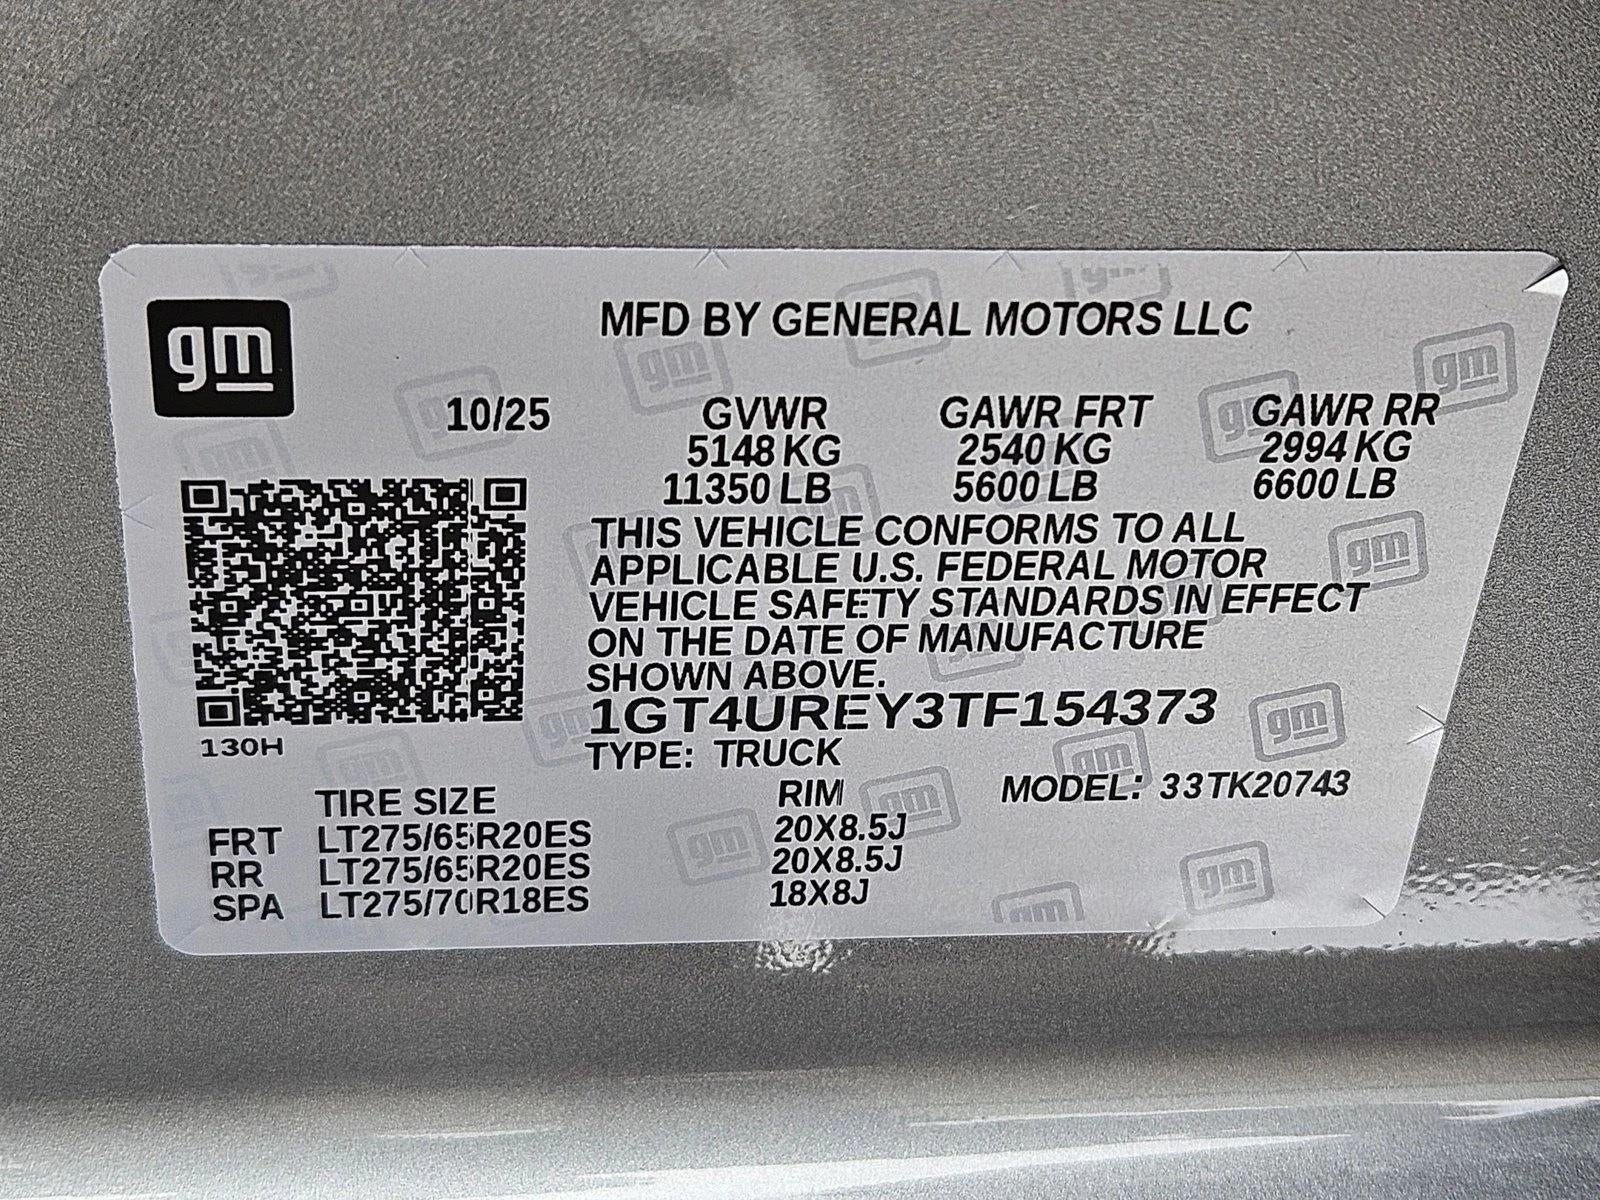 gm
MFD BY GENERAL MOTORS LLC
10/25 GVWR GAWR FRT GAWR RR
5148 KG 2540 KG 2994 KG
11350 LB 5600 LB 6600 LB
THIS VEHICLE CONFORMS TO ALL
APPLICABLE U.S. FEDERAL MOTOR
VEHICLE SAFETY STANDARDS IN EFFECT
ON THE DATE OF MANUFACTURE
SHOWN ABOVE.
1GT4UREY3TF154373
130H
TYPE: TRUCK
TIRE SIZE RIM MODEL: 33TK20743
FRT LT275/65R20ES 20X8.5J
RR LT275/65R20ES 20X8.5J
SPA LT275/70R18ES 18X8J